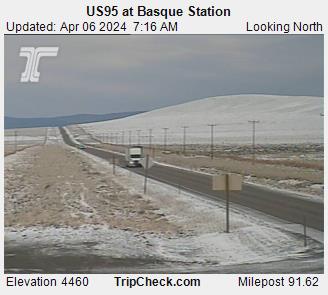 US95 at Basque Station
Updated: Apr 06 2024 7:16 AM Looking North
Elevation 4460 TripCheck.com Milepost 91.62